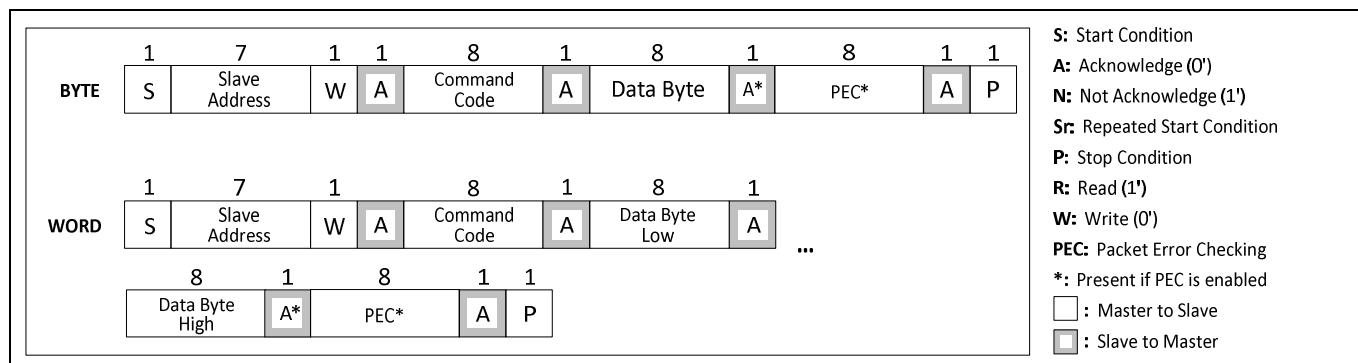 1 7 1 1 8 1 8 1 8 1 1
BYTE S Slave Address W A Command Code A Data Byte A* PEC* A P
1 7 1 8 1 8 1
WORD S Slave Address W A Command Code A Data Byte Low A ...
8 1 8 1 1
Data Byte High A* PEC* A P
S: Start Condition
A: Acknowledge (0')
N: Not Acknowledge (1')
Sr: Repeated Start Condition
P: Stop Condition
R: Read (1')
W: Write (0')
PEC: Packet Error Checking
*: Present if PEC is enabled
: Master to Slave
: Slave to Master